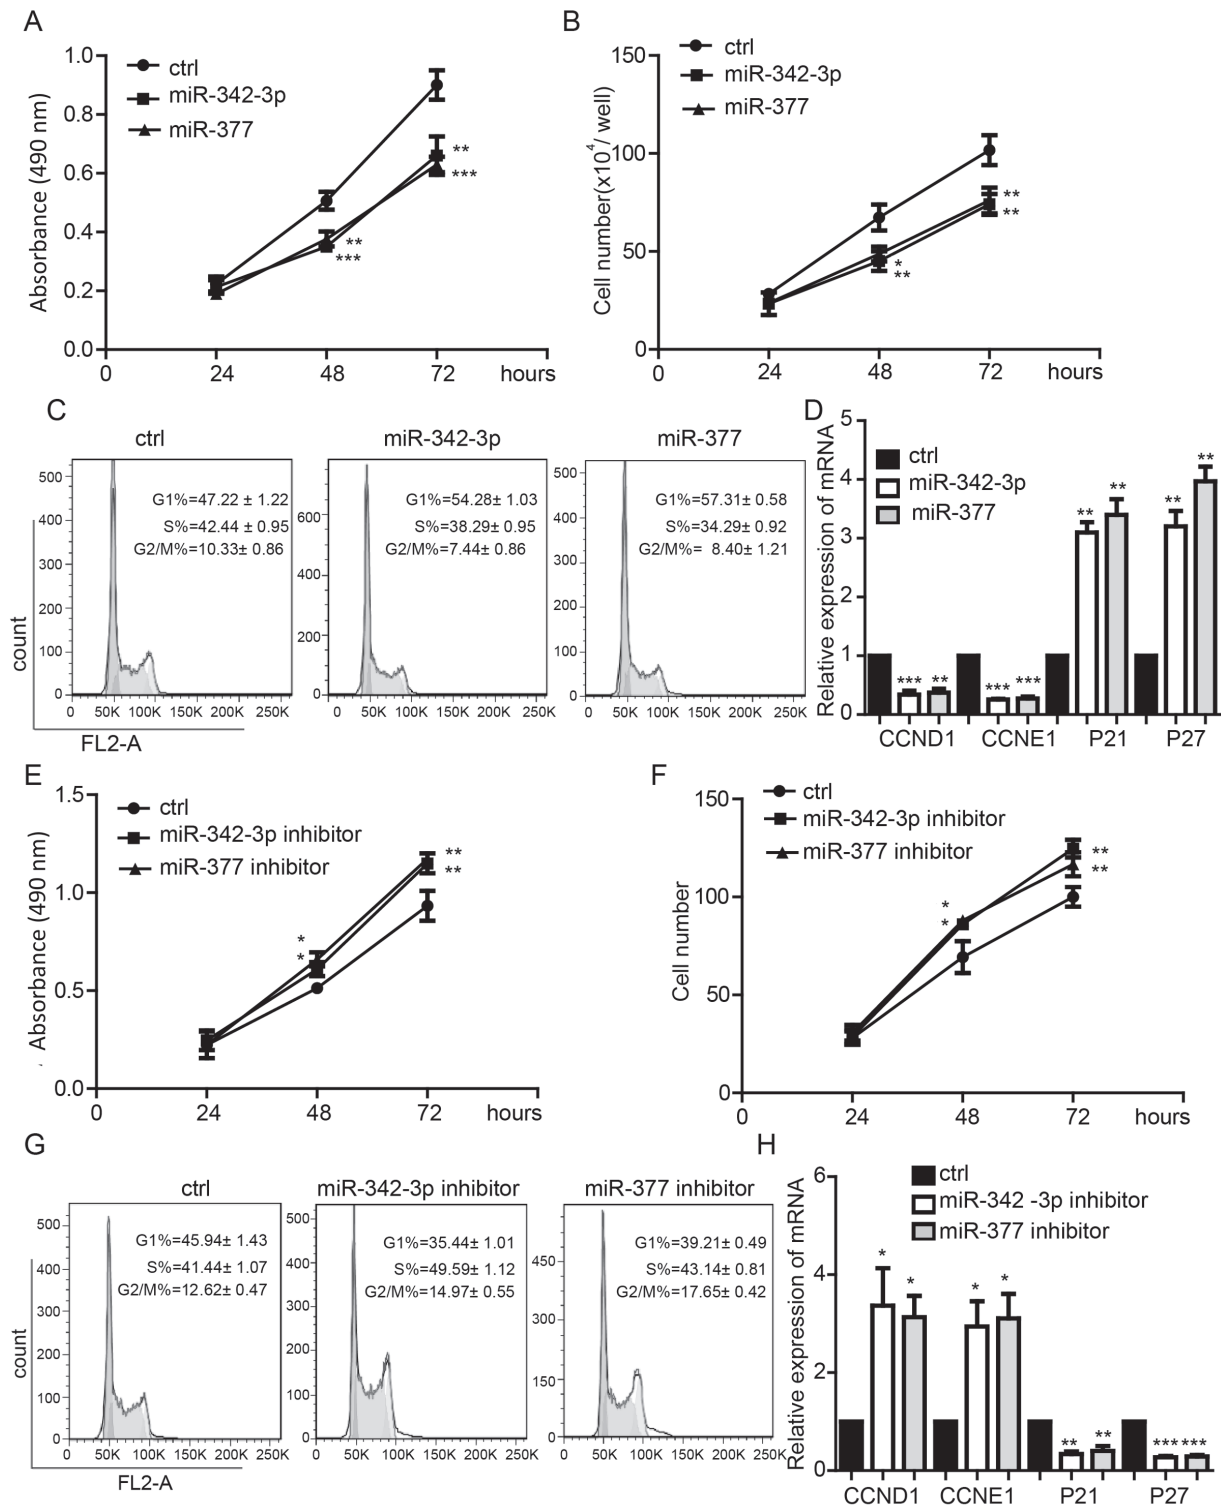 A
1.0
0.8
0.6
0.4
0.2
0.0
Absorbance (490 nm)
ctrl
miR-342-3p
miR-377
**
***
**
***
0
24
48
72
hours
B
150
100
50
0
Cell number(x10⁴/ well)
ctrl
miR-342-3p
miR-377
*
**
**
**
0
24
48
72
hours
C
count
FL2-A
ctrl
500
400
300
200
100
0
G1%=47.22 ± 1.22
S%=42.44 ± 0.95
G2/M%=10.33± 0.86
0 50K 100K 150K 200K 250K
miR-342-3p
600
400
200
0
G1%=54.28± 1.03
S%=38.29± 0.95
G2/M%=7.44± 0.86
0 50K 100K 150K 200K 250K
miR-377
500
400
300
200
100
0
G1%=57.31± 0.58
S%=34.29± 0.92
G2/M%= 8.40± 1.21
0 50K 100K 150K 200K 250K
D
5
4
3
2
1
0
Relative expression of mRNA
ctrl
miR-342-3p
miR-377
*** **
*** ***
** **
** **
CCND1 CCNE1 P21 P27
E
1.5
1.0
0.5
0.0
Absorbance (490 nm)
ctrl
miR-342-3p inhibitor
miR-377 inhibitor
*
*
**
**
0
24
48
72
hours
F
150
100
50
0
Cell number
ctrl
miR-342-3p inhibitor
miR-377 inhibitor
*
*
**
**
0
24
48
72
hours
G
count
FL2-A
ctrl
500
400
300
200
100
0
G1%=45.94± 1.43
S%=41.44± 1.07
G2/M%=12.62± 0.47
0 50K 100K 150K 200K 250K
miR-342-3p inhibitor
500
400
300
200
100
0
G1%=35.44± 1.01
S%=49.59± 1.12
G2/M%=14.97± 0.55
0 50K 100K 150K 200K 250K
miR-377 inhibitor
450
300
150
0
G1%=39.21± 0.49
S%=43.14± 0.81
G2/M%=17.65± 0.42
0 50K 100K 150K 200K 250K
H
6
4
2
0
Relative expression of mRNA
ctrl
miR-342 -3p inhibitor
miR-377 inhibitor
* *
* *
** **
*** ***
CCND1 CCNE1 P21 P27